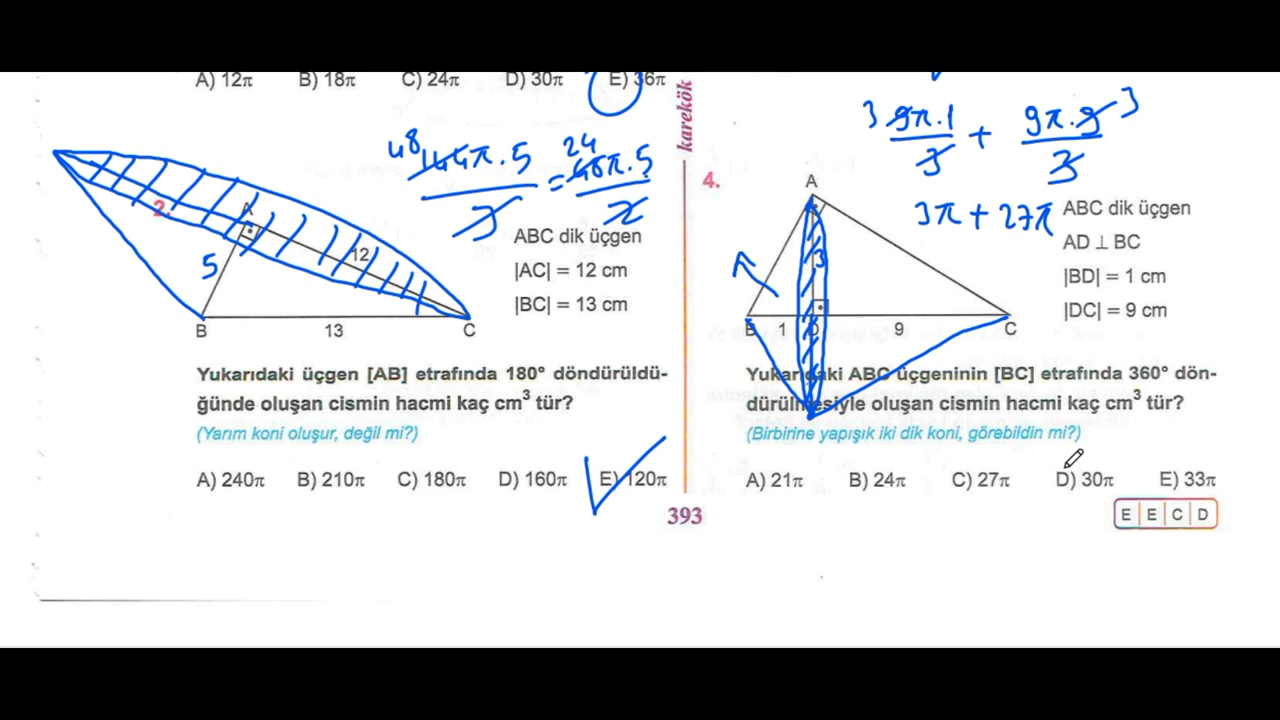 A) 12π B) 18π C) 24π D) 30π E) 36π
48 144π . 5 / 3 = 24 48π . 5 / 2
2.
A
5
12
B
13
C
ABC dik üçgen
|AC| = 12 cm
|BC| = 13 cm
Yukarıdaki üçgen [AB] etrafında 180° döndürüldü-
ğünde oluşan cismin hacmi kaç cm³ tür?
(Yarım koni oluşur, değil mi?)
A) 240π B) 210π C) 180π D) 160π E) 120π
karekök
393
3 9π . 1 / 3 + 9π . 9 3 / 3
3π + 27π
4.
A
3
B 1 D 9 C
ABC dik üçgen
AD ⊥ BC
|BD| = 1 cm
|DC| = 9 cm
Yukarıdaki ABC üçgeninin [BC] etrafında 360° dön-
dürülmesiyle oluşan cismin hacmi kaç cm³ tür?
(Birbirine yapışık iki dik koni, görebildin mi?)
A) 21π B) 24π C) 27π D) 30π E) 33π
E E C D